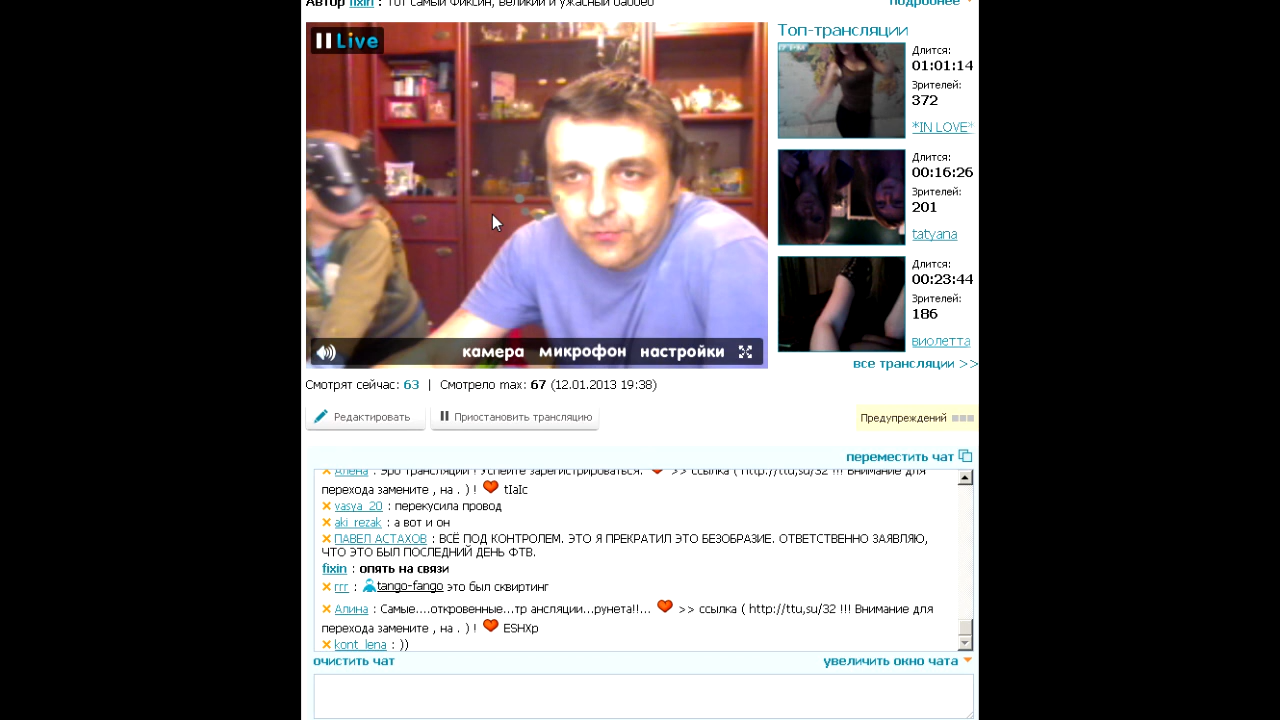 Автор fixin : Тот самый Фиксин, великий и ужасный
подробнее
Live
камера микрофон настройки
Топ-трансляции
Длится:
01:01:14
Зрителей:
372
*IN LOVE*
Длится:
00:16:26
Зрителей:
201
tatyana
Длится:
00:23:44
Зрителей:
186
виолетта
все трансляции >>
Смотрят сейчас: 63 | Смотрело max: 67 (12.01.2013 19:38)
Редактировать
Приостановить трансляцию
Предупреждений
переместить чат
Алена : Эро трансляции ! Успейте зарегистрироваться. >> ссылка ( http://ttu,su/32 !!! Внимание для
перехода замените , на . ) ! tIaIc
vasya_20 : перекусила провод
aki_rezak : а вот и он
ПАВЕЛ АСТАХОВ : ВСЁ ПОД КОНТРОЛЕМ. ЭТО Я ПРЕКРАТИЛ ЭТО БЕЗОБРАЗИЕ. ОТВЕТСТВЕННО ЗАЯВЛЯЮ,
ЧТО ЭТО БЫЛ ПОСЛЕДНИЙ ДЕНЬ ФТВ.
fixin : опять на связи
ггг : tango-fango это был сквиртинг
Алина : Самые....откровенные...тр ансляции...рунета!!... >> ссылка ( http://ttu,su/32 !!! Внимание для
перехода замените , на . ) ! ESHXp
kont_lena : ))
очистить чат
увеличить окно чата